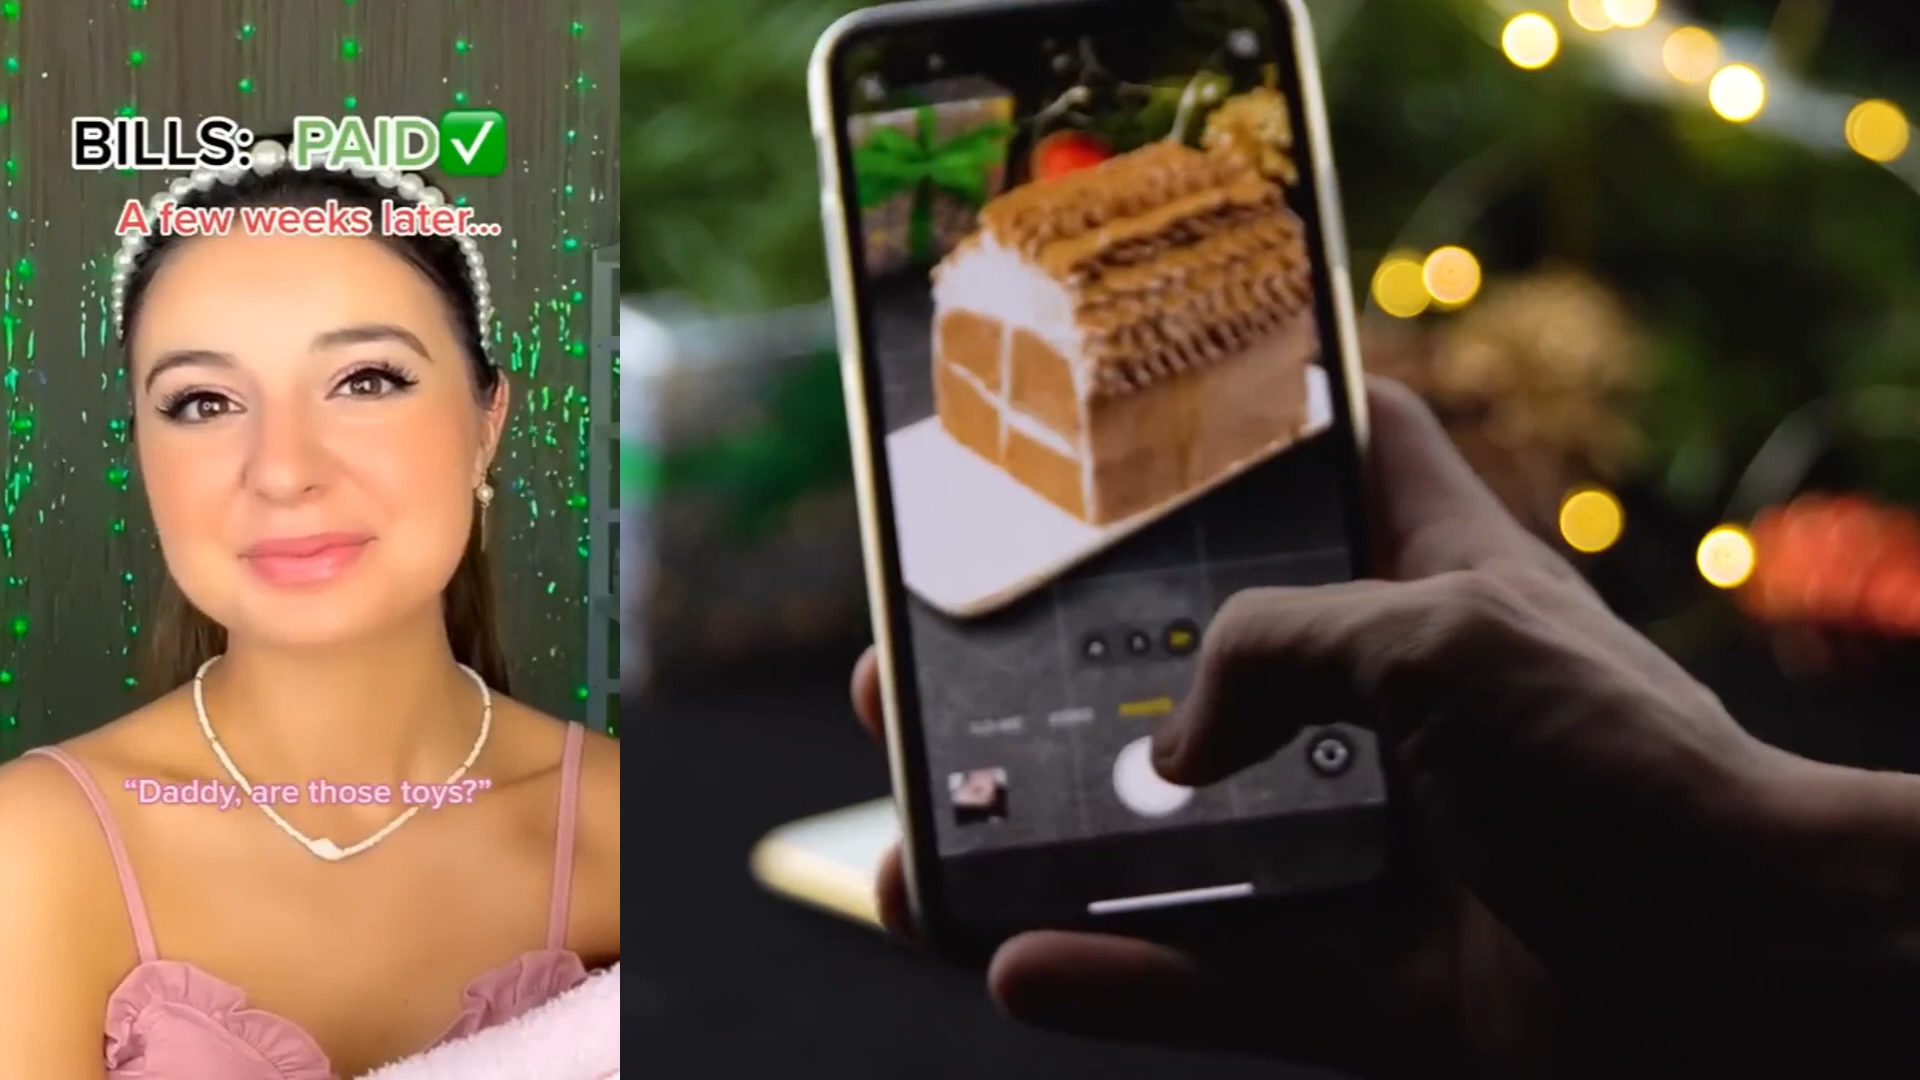 BILLS: PAID✅
A few weeks later...
“Daddy, are those toys?”